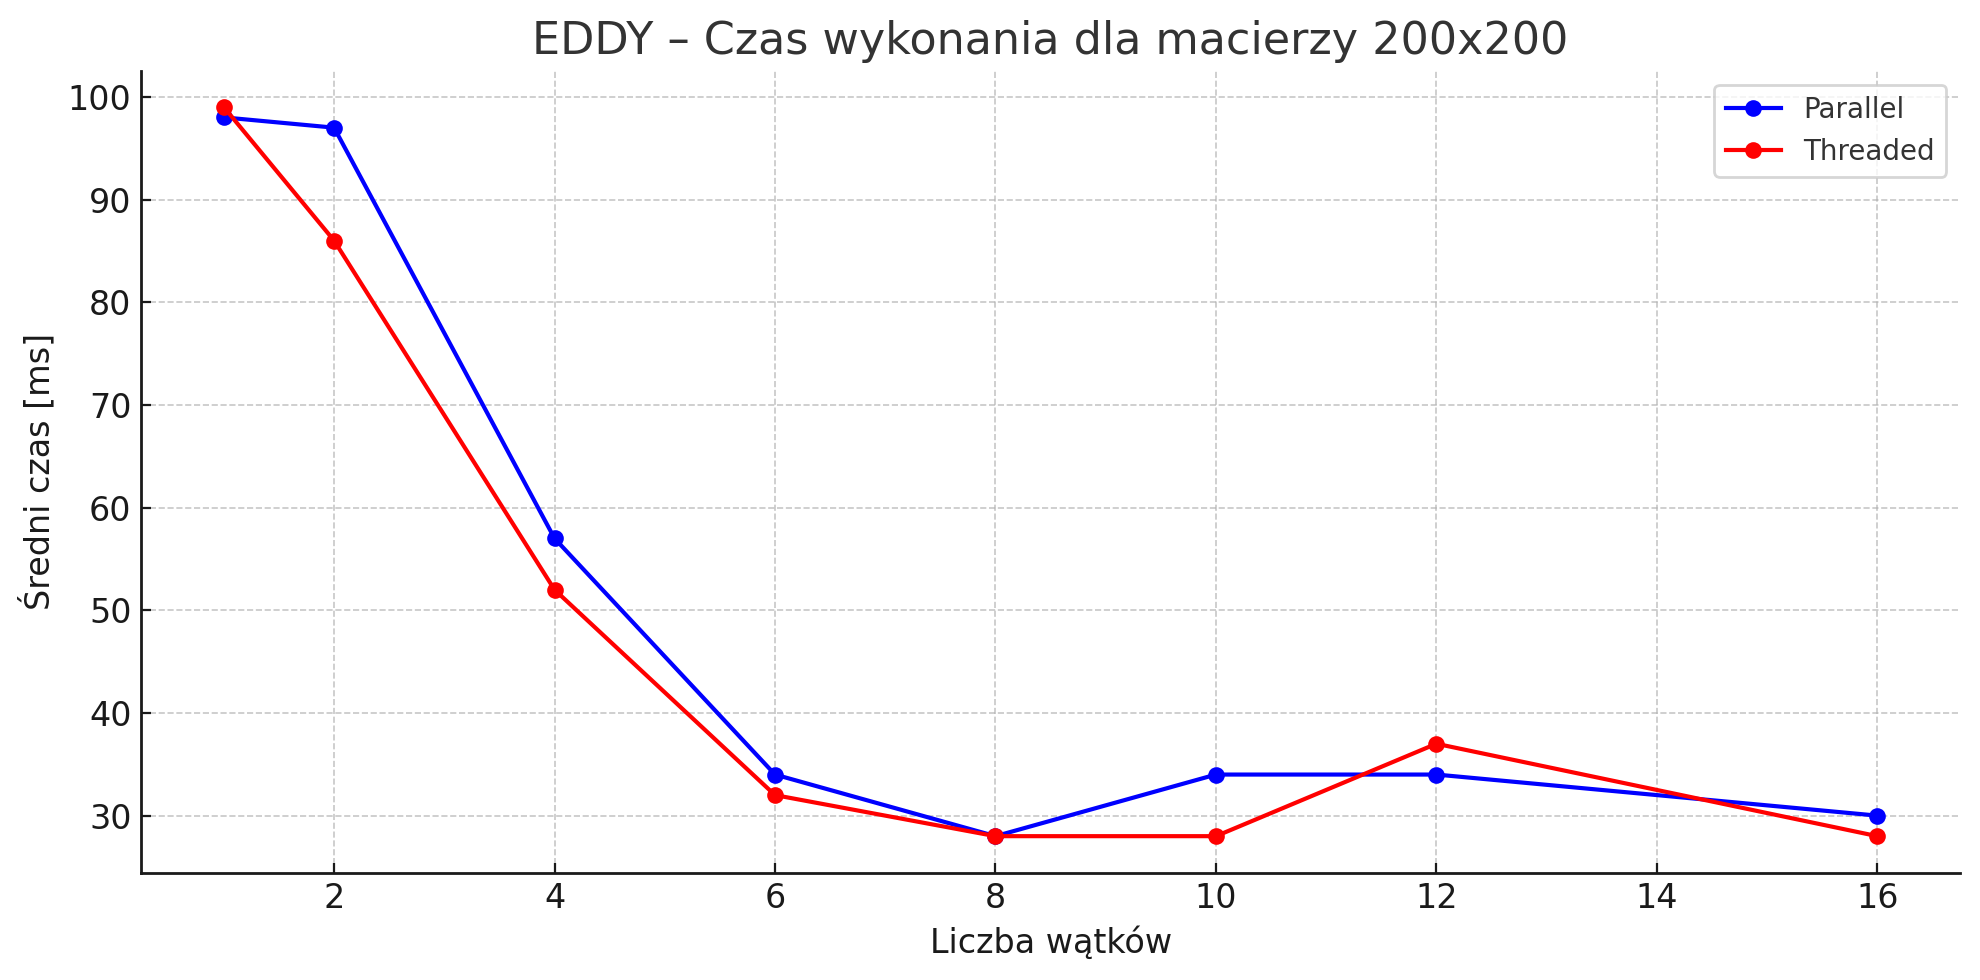 EDDY – Czas wykonania dla macierzy 200x200
Parallel
Threaded
Średni czas [ms]
100
90
80
70
60
50
40
30
2 4 6 8 10 12 14 16
Liczba wątków